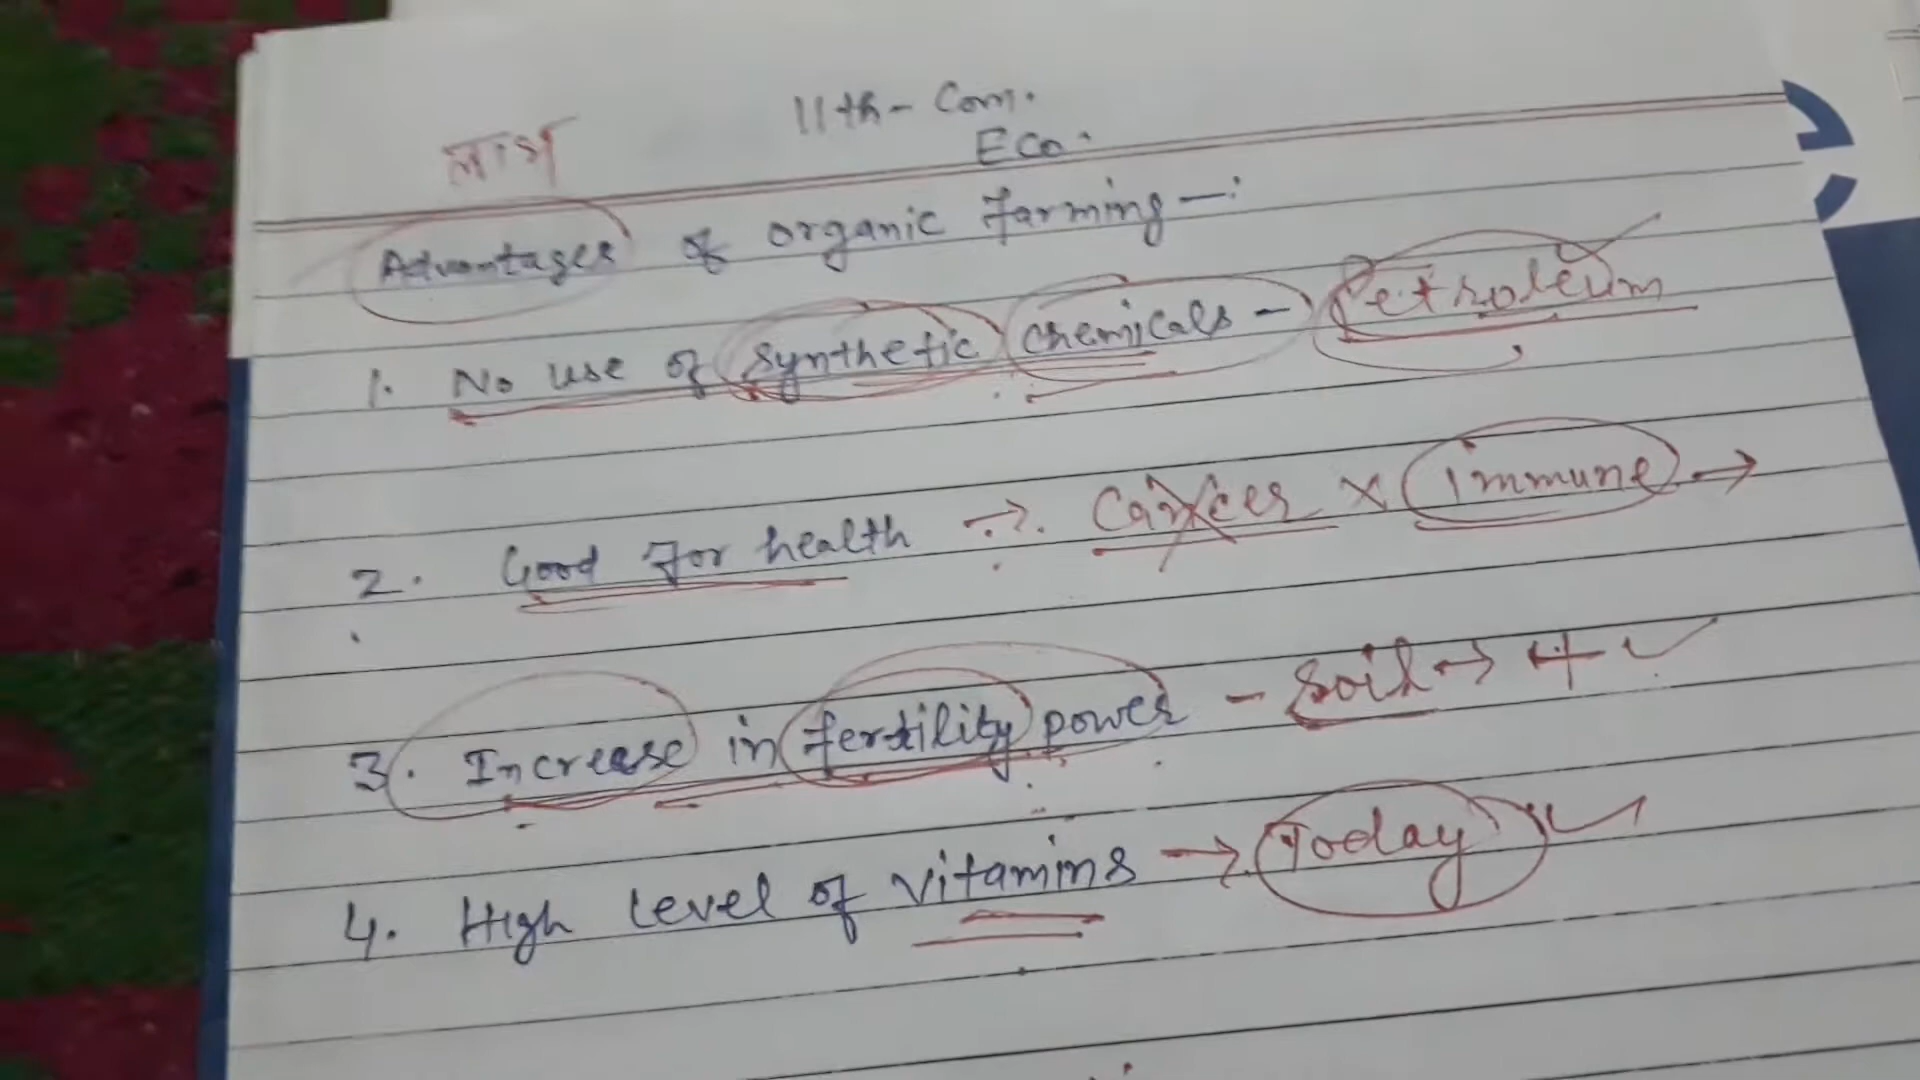 11th - Com.
Eco.
लाभ
Advantages of organic farming -:
1. No use of synthetic chemicals - Petroleum
2. Good for health -> Cancer x immune ->
3. Increase in fertility power - Soil -> + ✓
4. High level of vitamins -> Today ✓